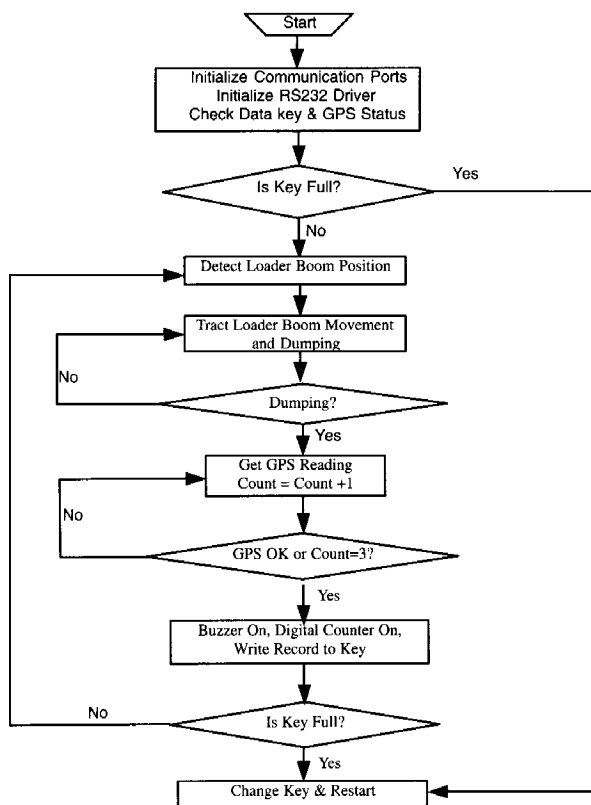 Start
Initialize Communication Ports
Initialize RS232 Driver
Check Data key & GPS Status
Is Key Full?
Yes
No
Detect Loader Boom Position
Tract Loader Boom Movement
and Dumping
No
Dumping?
Yes
Get GPS Reading
Count = Count +1
No
GPS OK or Count=3?
Yes
Buzzer On, Digital Counter On,
Write Record to Key
No
Is Key Full?
Yes
Change Key & Restart